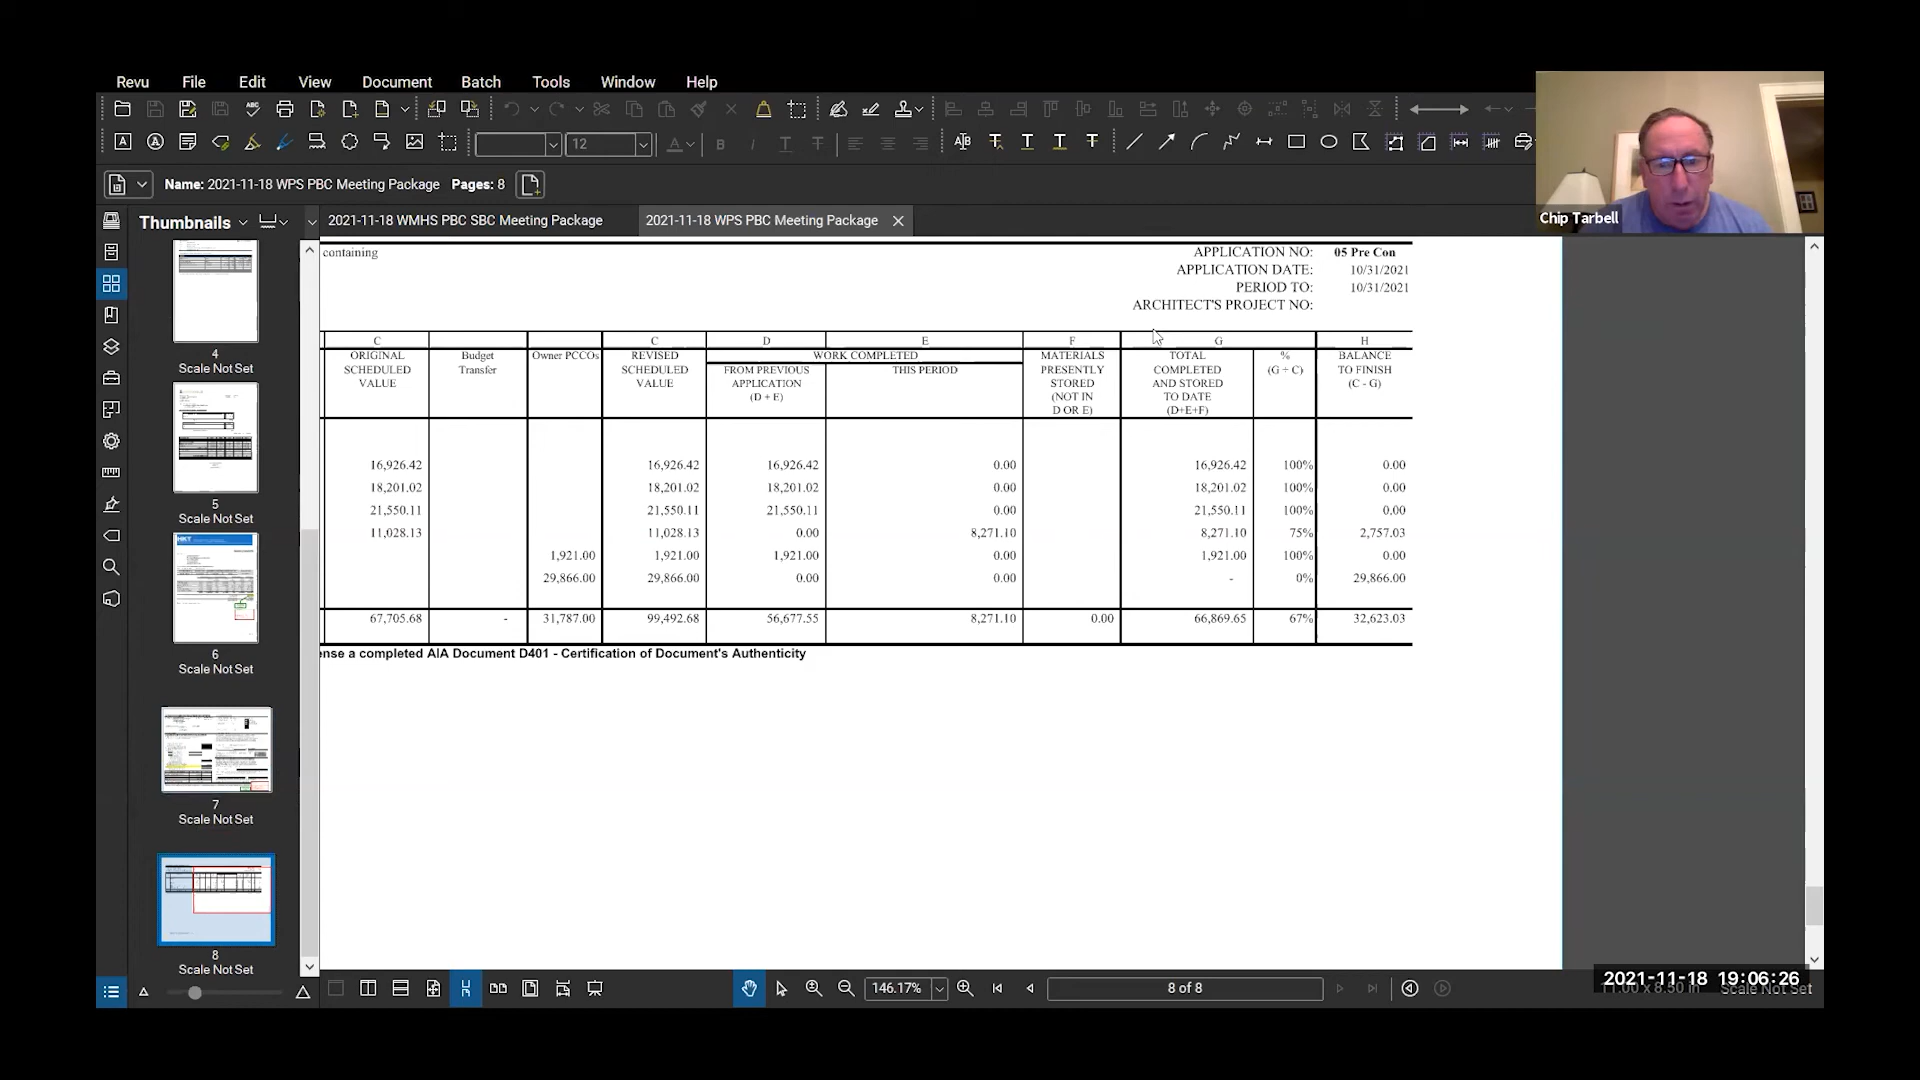 Revu File Edit View Document Batch Tools Window Help
12
Name: 2021-11-18 WPS PBC Meeting Package Pages: 8
Chip Tarbell
Thumbnails
2021-11-18 WMHS PBC SBC Meeting Package
2021-11-18 WPS PBC Meeting Package
4
Scale Not Set
5
Scale Not Set
6
Scale Not Set
7
Scale Not Set
8
Scale Not Set
containing
APPLICATION NO: 05 Pre Con
APPLICATION DATE: 10/31/2021
PERIOD TO: 10/31/2021
ARCHITECT'S PROJECT NO:
C C D E F G H
ORIGINAL SCHEDULED VALUE
Budget Transfer
Owner PCCOs
REVISED SCHEDULED VALUE
WORK COMPLETED
FROM PREVIOUS APPLICATION (D + E)
THIS PERIOD
MATERIALS PRESENTLY STORED (NOT IN D OR E)
TOTAL COMPLETED AND STORED TO DATE (D+E+F)
% (G ÷ C)
BALANCE TO FINISH (C - G)
16,926.42 16,926.42 16,926.42 0.00 16,926.42 100% 0.00
18,201.02 18,201.02 18,201.02 0.00 18,201.02 100% 0.00
21,550.11 21,550.11 21,550.11 0.00 21,550.11 100% 0.00
11,028.13 11,028.13 0.00 8,271.10 8,271.10 75% 2,757.03
1,921.00 1,921.00 1,921.00 0.00 1,921.00 100% 0.00
29,866.00 29,866.00 0.00 0.00 - 0% 29,866.00
67,705.68 - 31,787.00 99,492.68 56,677.55 8,271.10 0.00 66,869.65 67% 32,623.03
ense a completed AIA Document D401 - Certification of Document's Authenticity
146.17%
8 of 8
2021-11-18 19:06:26
11.00 x 8.50 in Scale Not Set